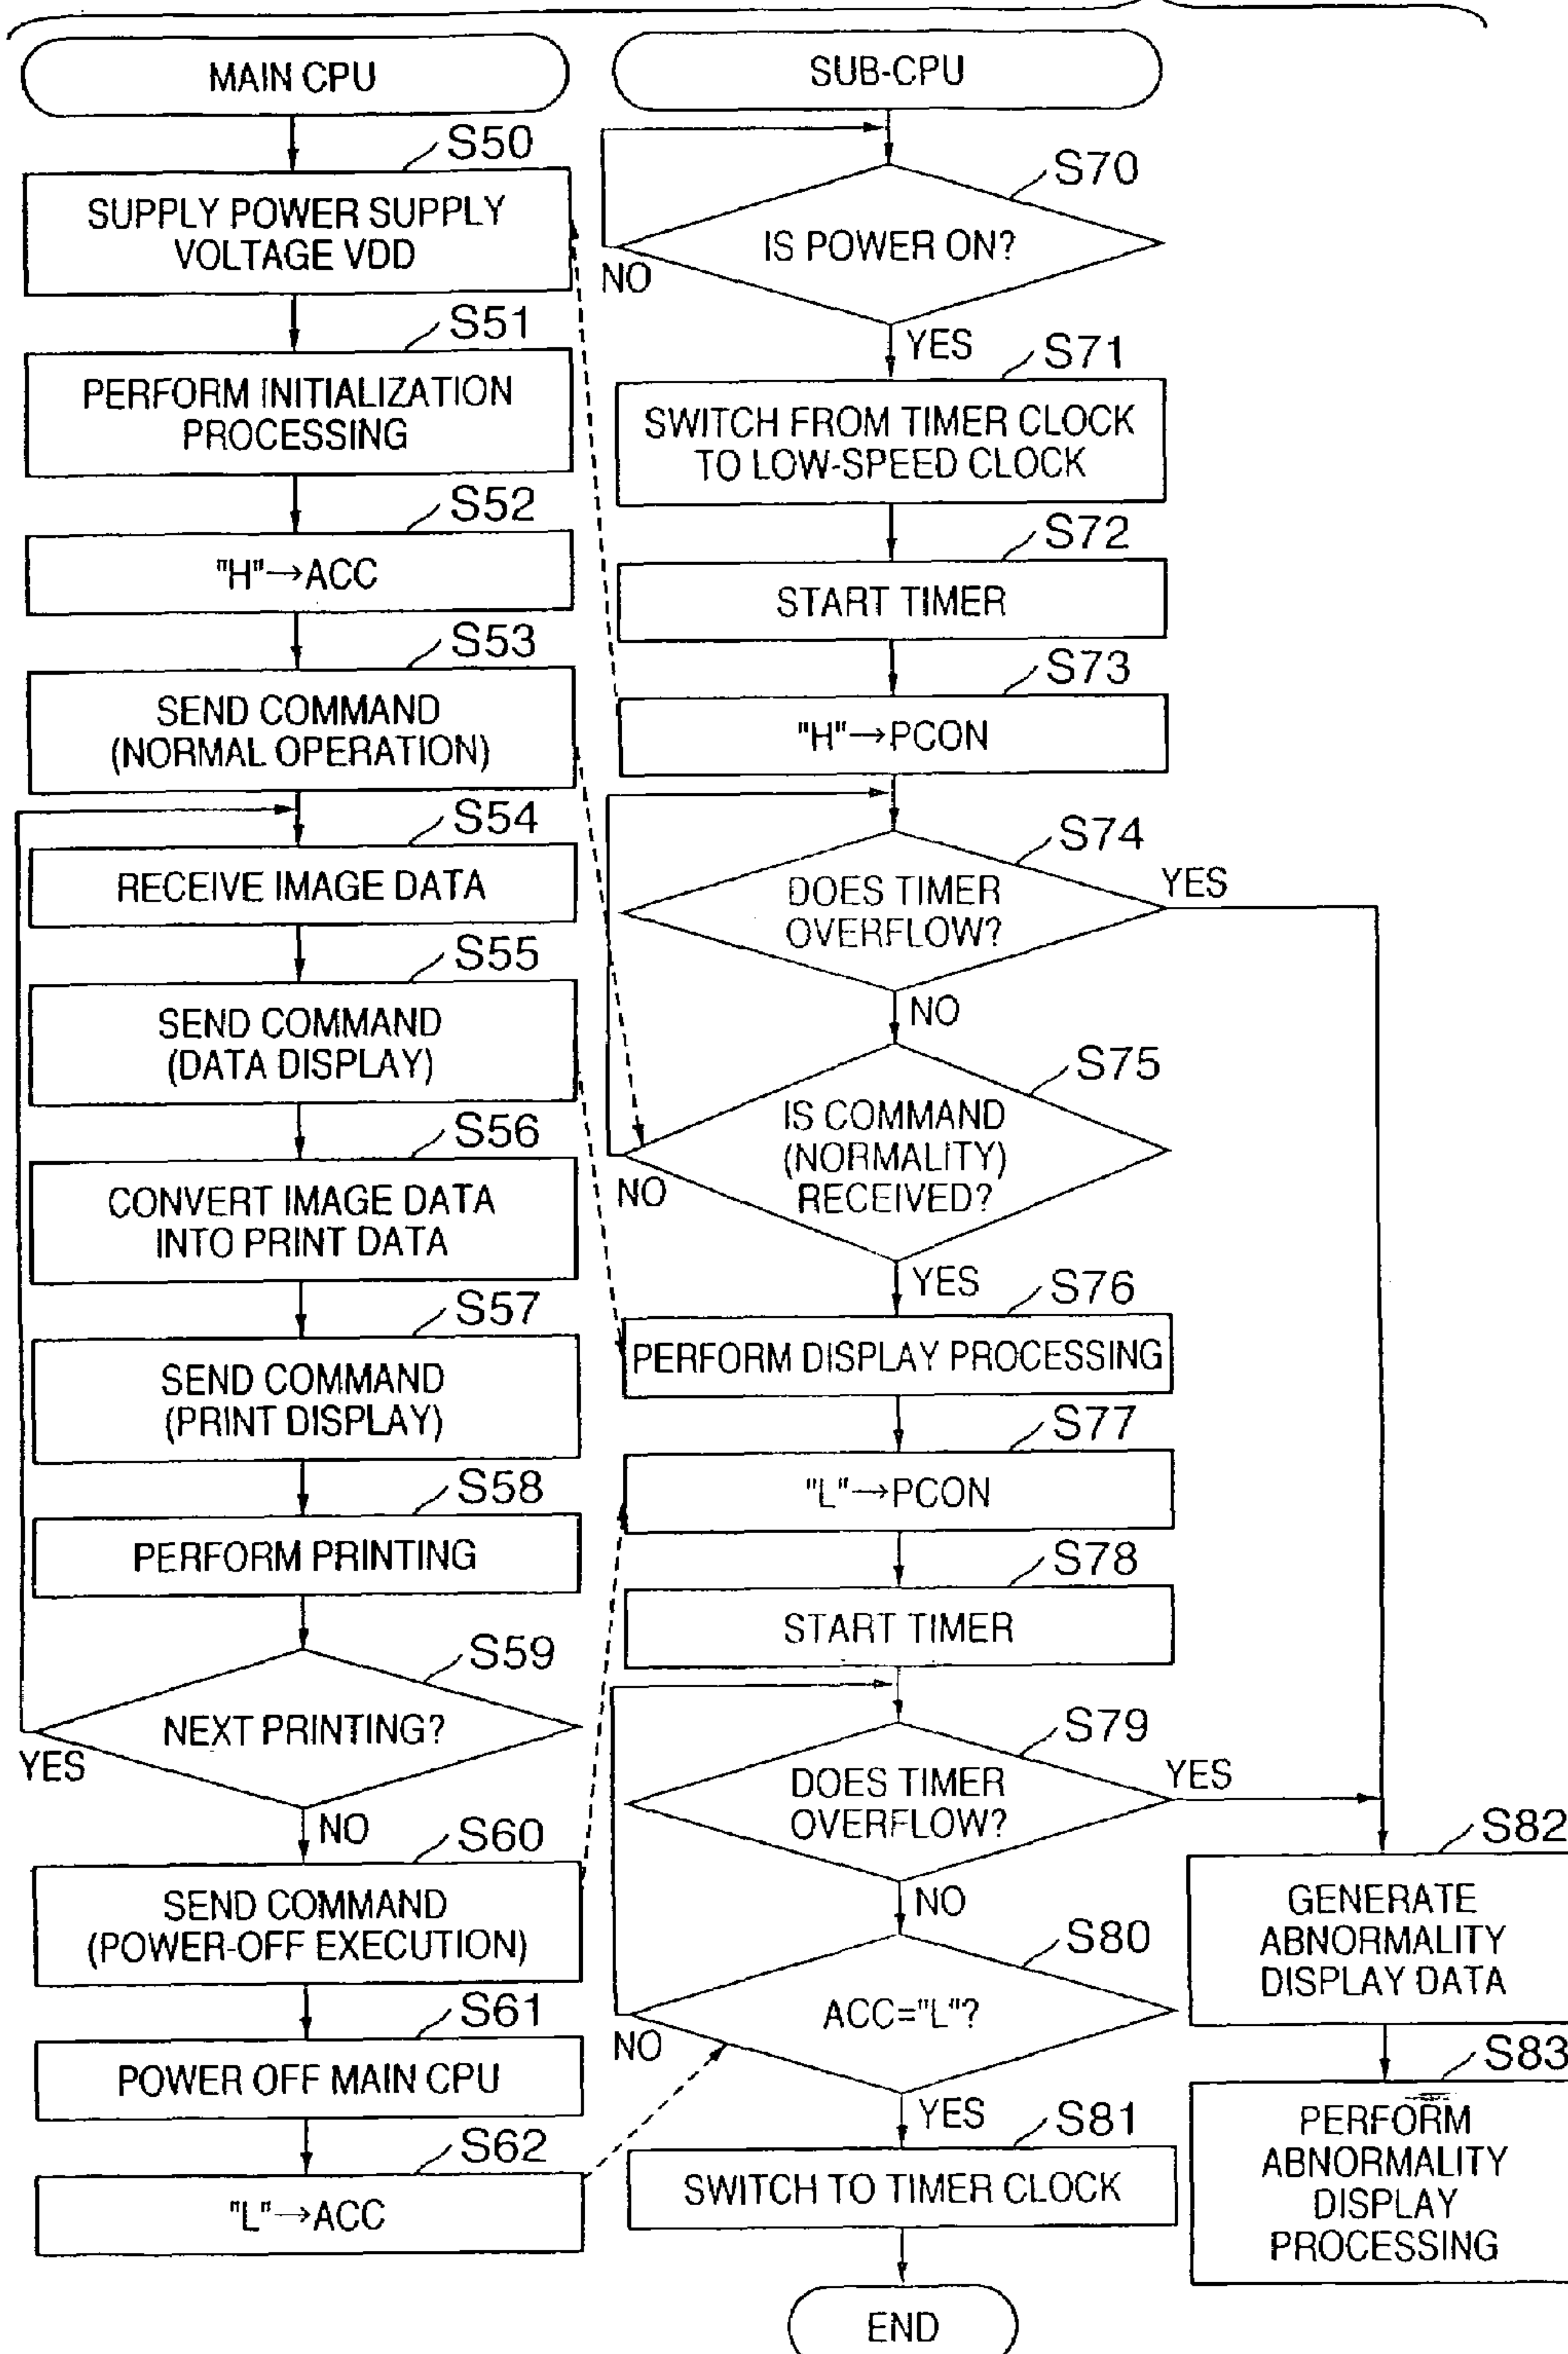 MAIN CPU
S50
SUPPLY POWER SUPPLY
VOLTAGE VDD
S51
PERFORM INITIALIZATION
PROCESSING
S52
"H"→ACC
S53
SEND COMMAND
(NORMAL OPERATION)
S54
RECEIVE IMAGE DATA
S55
SEND COMMAND
(DATA DISPLAY)
S56
CONVERT IMAGE DATA
INTO PRINT DATA
S57
SEND COMMAND
(PRINT DISPLAY)
S58
PERFORM PRINTING
S59
NEXT PRINTING?
YES
NO
S60
SEND COMMAND
(POWER-OFF EXECUTION)
S61
POWER OFF MAIN CPU
S62
"L"→ACC
SUB-CPU
S70
IS POWER ON?
NO
YES
S71
SWITCH FROM TIMER CLOCK
TO LOW-SPEED CLOCK
S72
START TIMER
S73
"H"→PCON
S74
DOES TIMER
OVERFLOW?
YES
NO
S75
IS COMMAND
(NORMALITY)
RECEIVED?
NO
YES
S76
PERFORM DISPLAY PROCESSING
S77
"L"→PCON
S78
START TIMER
S79
DOES TIMER
OVERFLOW?
YES
NO
S80
ACC="L"?
NO
YES
S81
SWITCH TO TIMER CLOCK
END
S82
GENERATE
ABNORMALITY
DISPLAY DATA
S83
PERFORM
ABNORMALITY
DISPLAY
PROCESSING